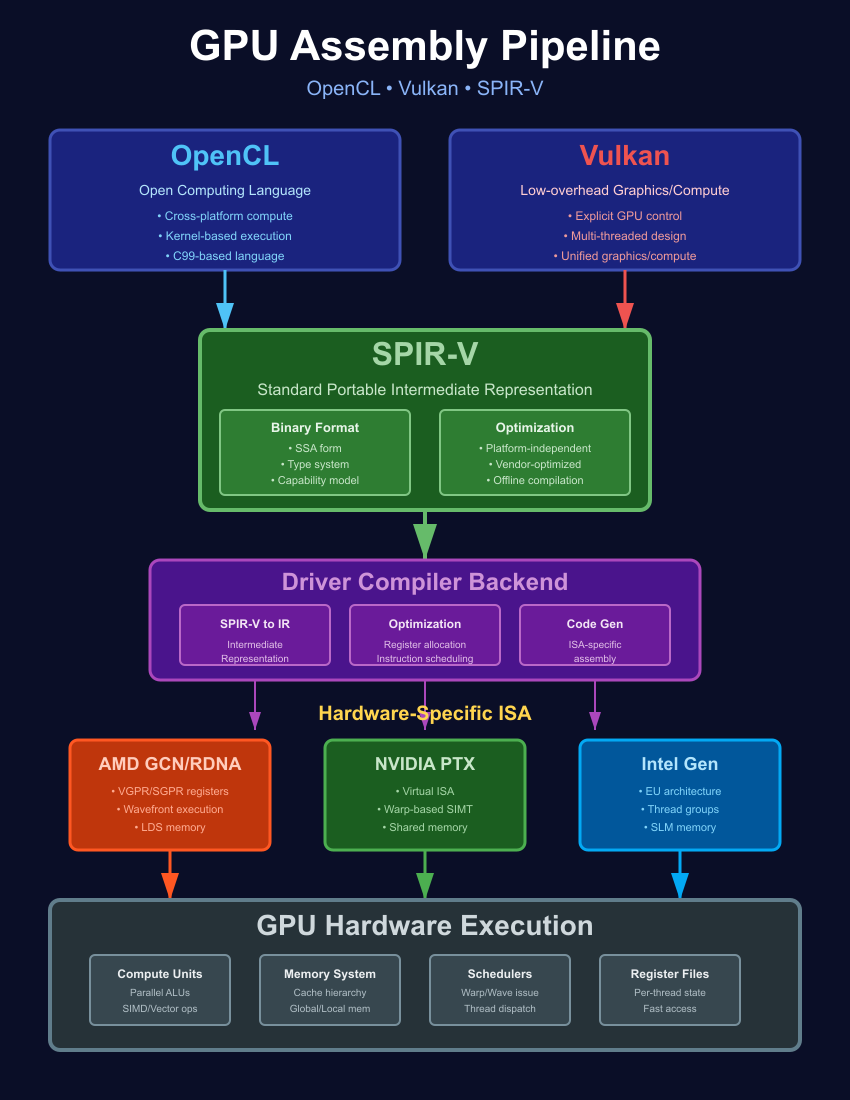 GPU Assembly Pipeline
OpenCL • Vulkan • SPIR-V
OpenCL
Open Computing Language
• Cross-platform compute
• Kernel-based execution
• C99-based language
Vulkan
Low-overhead Graphics/Compute
• Explicit GPU control
• Multi-threaded design
• Unified graphics/compute
SPIR-V
Standard Portable Intermediate Representation
Binary Format
• SSA form
• Type system
• Capability model
Optimization
• Platform-independent
• Vendor-optimized
• Offline compilation
Driver Compiler Backend
SPIR-V to IR
Intermediate
Representation
Optimization
Register allocation
Instruction scheduling
Code Gen
ISA-specific
assembly
Hardware-Specific ISA
AMD GCN/RDNA
• VGPR/SGPR registers
• Wavefront execution
• LDS memory
NVIDIA PTX
• Virtual ISA
• Warp-based SIMT
• Shared memory
Intel Gen
• EU architecture
• Thread groups
• SLM memory
GPU Hardware Execution
Compute Units
Parallel ALUs
SIMD/Vector ops
Memory System
Cache hierarchy
Global/Local mem
Schedulers
Warp/Wave issue
Thread dispatch
Register Files
Per-thread state
Fast access